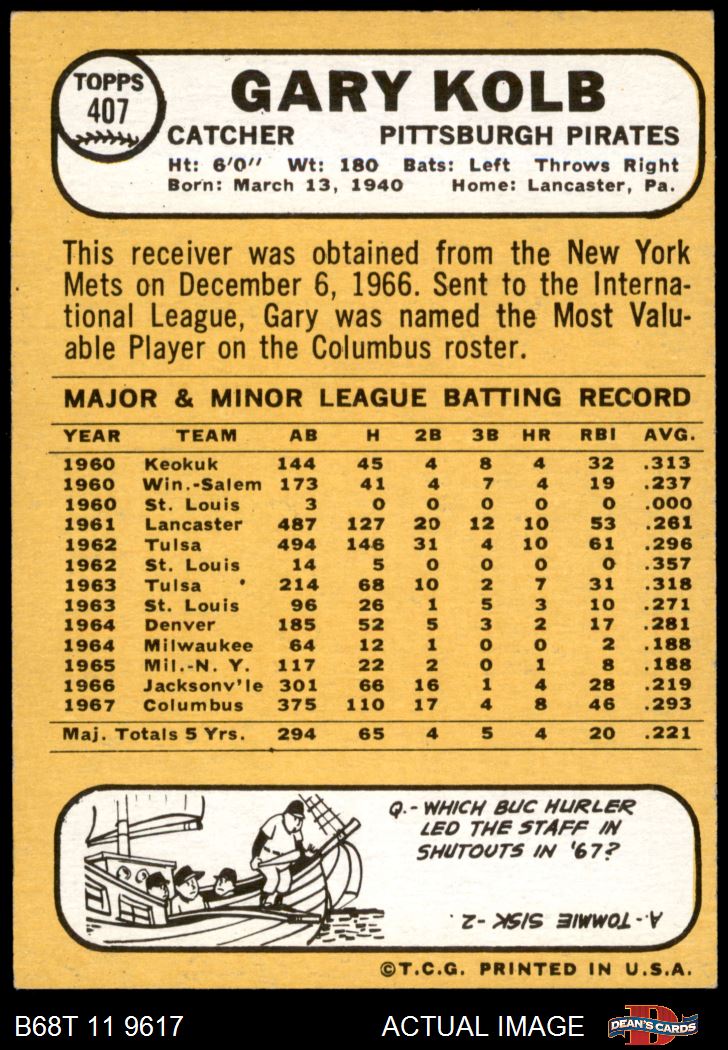 TOPPS
407
GARY KOLB
CATCHER PITTSBURGH PIRATES
Ht: 6'0" Wt: 180 Bats: Left Throws Right
Born: March 13, 1940 Home: Lancaster, Pa.
This receiver was obtained from the New York
Mets on December 6, 1966. Sent to the Interna-
tional League, Gary was named the Most Valu-
able Player on the Columbus roster.
MAJOR & MINOR LEAGUE BATTING RECORD
YEAR TEAM AB H 2B 3B HR RBI AVG.
1960 Keokuk 144 45 4 8 4 32 .313
1960 Win.-Salem 173 41 4 7 4 19 .237
1960 St. Louis 3 0 0 0 0 0 .000
1961 Lancaster 487 127 20 12 10 53 .261
1962 Tulsa 494 146 31 4 10 61 .296
1962 St. Louis 14 5 0 0 0 0 .357
1963 Tulsa 214 68 10 2 7 31 .318
1963 St. Louis 96 26 1 5 3 10 .271
1964 Denver 185 52 5 3 2 17 .281
1964 Milwaukee 64 12 1 0 0 2 .188
1965 Mil.-N. Y. 117 22 2 0 1 8 .188
1966 Jacksonv'le 301 66 16 1 4 28 .219
1967 Columbus 375 110 17 4 8 46 .293
Maj. Totals 5 Yrs. 294 65 4 5 4 20 .221
Q.- WHICH BUC HURLER
LED THE STAFF IN
SHUTOUTS IN '67?
A.- TOMMIE SISK - 2.
©T.C.G. PRINTED IN U.S.A.
B68T 11 9617 ACTUAL IMAGE DEAN'S CARDS